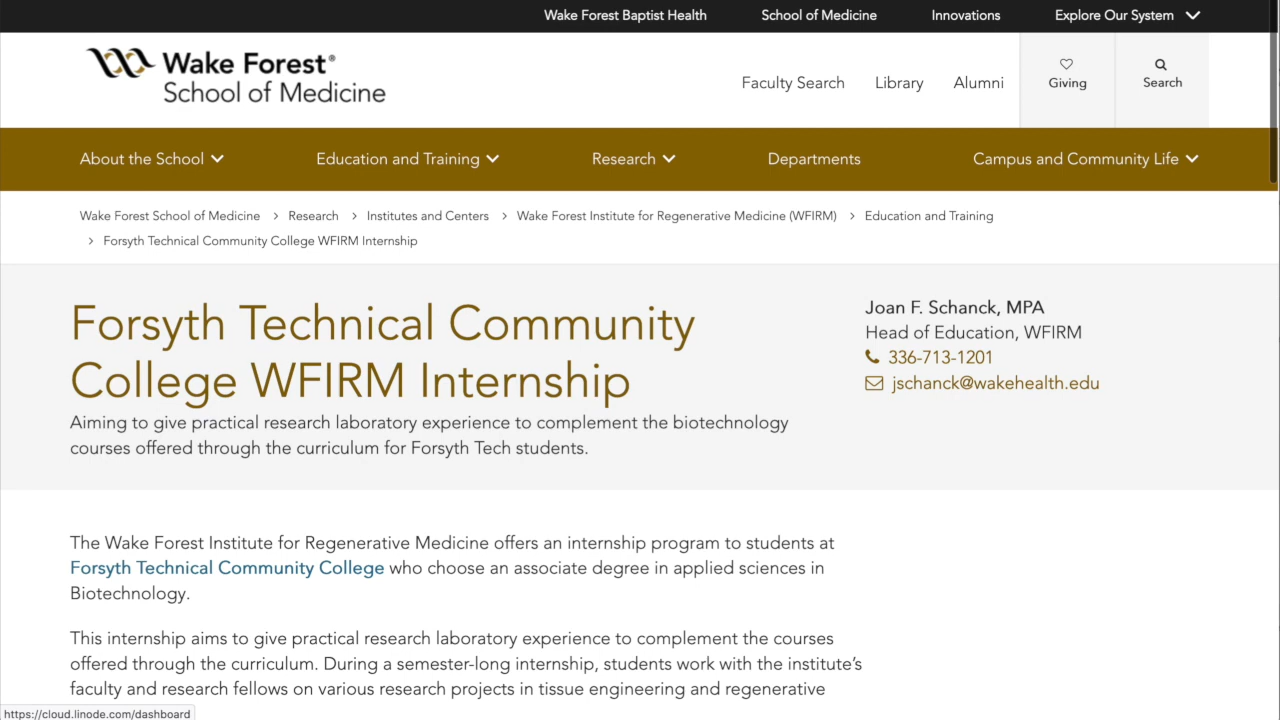 Wake Forest Baptist Health School of Medicine Innovations Explore Our System
Wake Forest®
School of Medicine
Faculty Search Library Alumni Giving Search
About the School Education and Training Research Departments Campus and Community Life
Wake Forest School of Medicine > Research > Institutes and Centers > Wake Forest Institute for Regenerative Medicine (WFIRM) > Education and Training
> Forsyth Technical Community College WFIRM Internship
Forsyth Technical Community
College WFIRM Internship
Aiming to give practical research laboratory experience to complement the biotechnology
courses offered through the curriculum for Forsyth Tech students.
Joan F. Schanck, MPA
Head of Education, WFIRM
336-713-1201
jschanck@wakehealth.edu
The Wake Forest Institute for Regenerative Medicine offers an internship program to students at
Forsyth Technical Community College who choose an associate degree in applied sciences in
Biotechnology.
This internship aims to give practical research laboratory experience to complement the courses
offered through the curriculum. During a semester-long internship, students work with the institute's
faculty and research fellows on various research projects in tissue engineering and regenerative
https://cloud.linode.com/dashboard